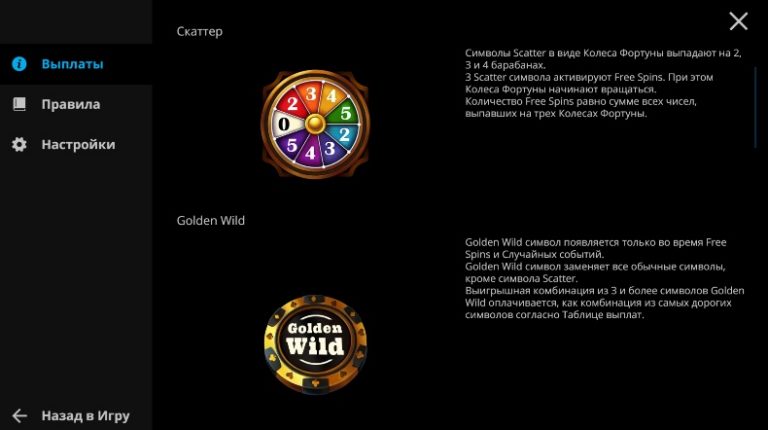 Скаттер
Выплаты
Правила
Настройки
Символы Scatter в виде Колеса Фортуны выпадают на 2,
3 и 4 барабанах.
3 Scatter символа активируют Free Spins. При этом
Колеса Фортуны начинают вращаться.
Количество Free Spins равно сумме всех чисел,
выпавших на трех Колесах Фортуны.
3 4
2 5
0 2
5 4 3
Golden Wild
Golden Wild символ появляется только во время Free
Spins и Случайных событий.
Golden Wild символ заменяет все обычные символы,
кроме символа Scatter.
Выигрышная комбинация из 3 и более символов Golden
Wild оплачивается, как комбинация из самых дорогих
символов согласно Таблице выплат.
Golden
Wild
Назад в Игру